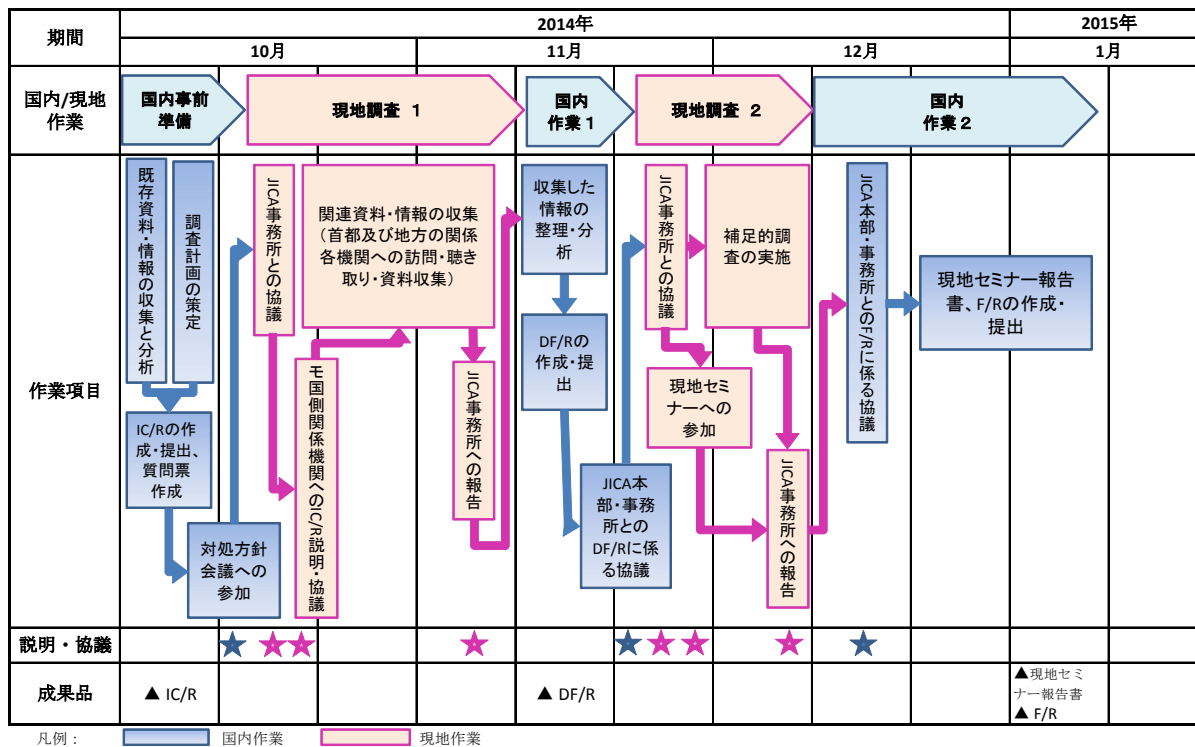 期間
2014年
2015年
10月
11月
12月
1月
国内/現地
作業
国内事前
準備
現地調査 1
国内
作業1
現地調査 2
国内
作業2
作業項目
既存資料・情報の収集と分析
調査計画の策定
IC/Rの作
成・提出、
質問票
作成
対処方針
会議への
参加
JICA事務所との協議
モ国側関係機関へのIC/R説明・協議
関連資料・情報の収集
（首都及び地方の関係
各機関への訪問・聴き
取り・資料収集）
JICA事務所への報告
収集した
情報の
整理・分
析
DF/Rの
作成・提
出
JICA本
部・事務
所との
DF/Rに係
る協議
JICA事務所との協議
補足的調
査の実施
現地セミ
ナーへの
参加
JICA事務所への報告
JICA本部・事務所とのF/Rに係る協議
現地セミナー報告
書、F/Rの作成・
提出
説明・協議
成果品
▲ IC/R
▲ DF/R
▲現地セミ
ナー報告書
▲ F/R
凡例：
国内作業
現地作業